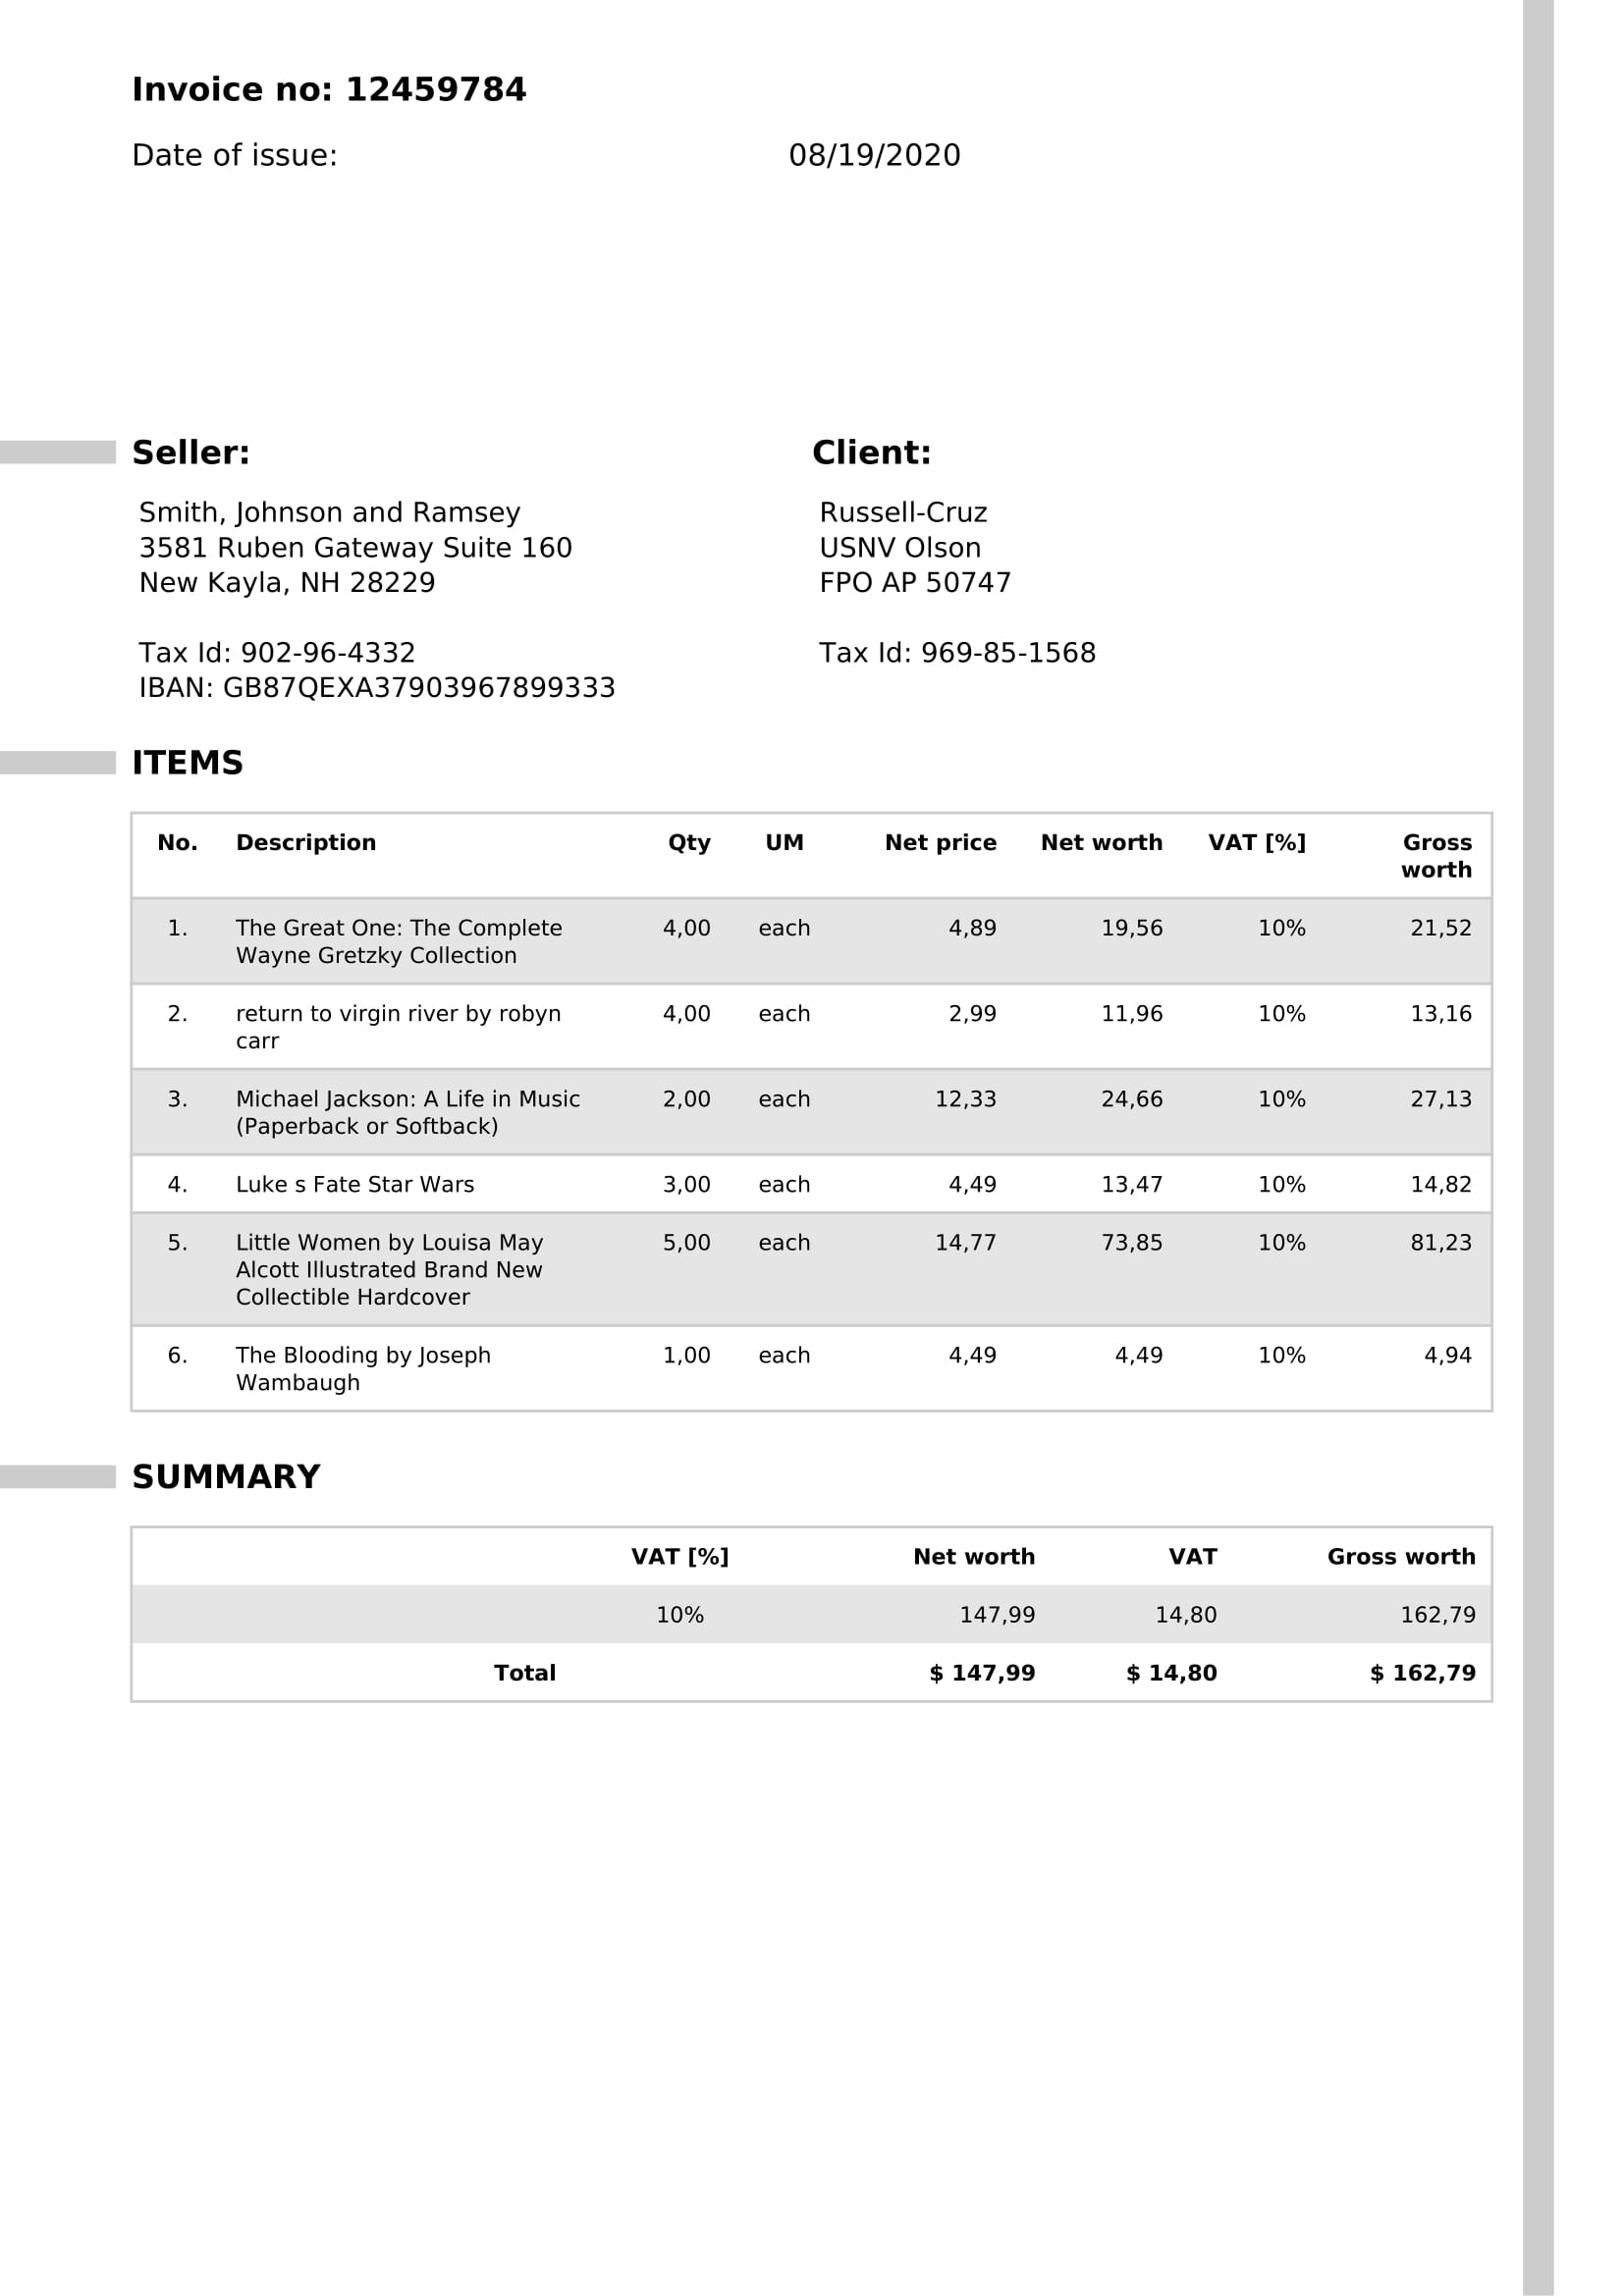 Invoice no: 12459784
Date of issue: 08/19/2020
Seller:
Smith, Johnson and Ramsey
3581 Ruben Gateway Suite 160
New Kayla, NH 28229
Tax Id: 902-96-4332
IBAN: GB87QEXA37903967899333
Client:
Russell-Cruz
USNV Olson
FPO AP 50747
Tax Id: 969-85-1568
ITEMS
No. Description Qty UM Net price Net worth VAT [%] Gross
worth
1. The Great One: The Complete 4,00 each 4,89 19,56 10% 21,52
Wayne Gretzky Collection
2. return to virgin river by robyn 4,00 each 2,99 11,96 10% 13,16
carr
3. Michael Jackson: A Life in Music 2,00 each 12,33 24,66 10% 27,13
(Paperback or Softback)
4. Luke s Fate Star Wars 3,00 each 4,49 13,47 10% 14,82
5. Little Women by Louisa May 5,00 each 14,77 73,85 10% 81,23
Alcott Illustrated Brand New
Collectible Hardcover
6. The Blooding by Joseph 1,00 each 4,49 4,49 10% 4,94
Wambaugh
SUMMARY
VAT [%] Net worth VAT Gross worth
10% 147,99 14,80 162,79
Total $ 147,99 $ 14,80 $ 162,79